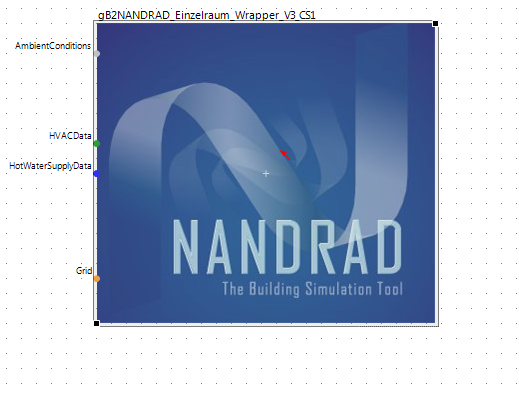 gB2NANDRAD_Einzelraum_Wrapper_V3_CS1
AmbientConditions
HVACData
HotWaterSupplyData
NANDRAD
The Building Simulation Tool
Grid